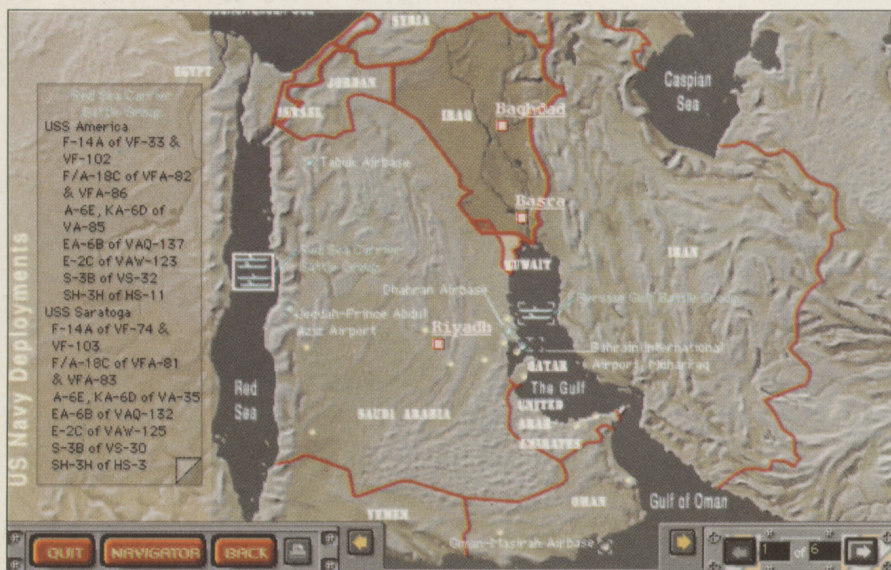 US Navy Deployments
Red Sea Carrier
Battle Group
USS America
F-14A of VF-33 &
VF-102
F/A-18C of VFA-82
& VFA-86
A-6E, KA-6D of
VA-85
EA-6B of VAQ-137
E-2C of VAW-123
S-3B of VS-32
SH-3H of HS-11
USS Saratoga
F-14A of VF-74 &
VF-103
F/A-18C of VFA-81
& VFA-83
A-6E, KA-6D of VA-35
EA-6B of VAQ-132
E-2C of VAW-125
S-3B of VS-30
SH-3H of HS-3
SYRIA
EGYPT
JORDAN
ISRAEL
IRAQ
Baghdad
Caspian
Sea
Tabuk Airbase
Basra
IRAN
Red Sea Carrier
Battle Group
KUWAIT
Dhahran Airbase
Gulf Battle Group
Jeddah-Prince Abdul
Aziz Airport
Riyadh
Bahrain International
Airport, Muharraq
QATAR
The Gulf
Red
Sea
SAUDI ARABIA
UNITED
ARAB
EMIRATES
YEMEN
OMAN
Gulf of Oman
Oman-Masirah Airbase
QUIT
NAVIGATOR
BACK
1 of 6